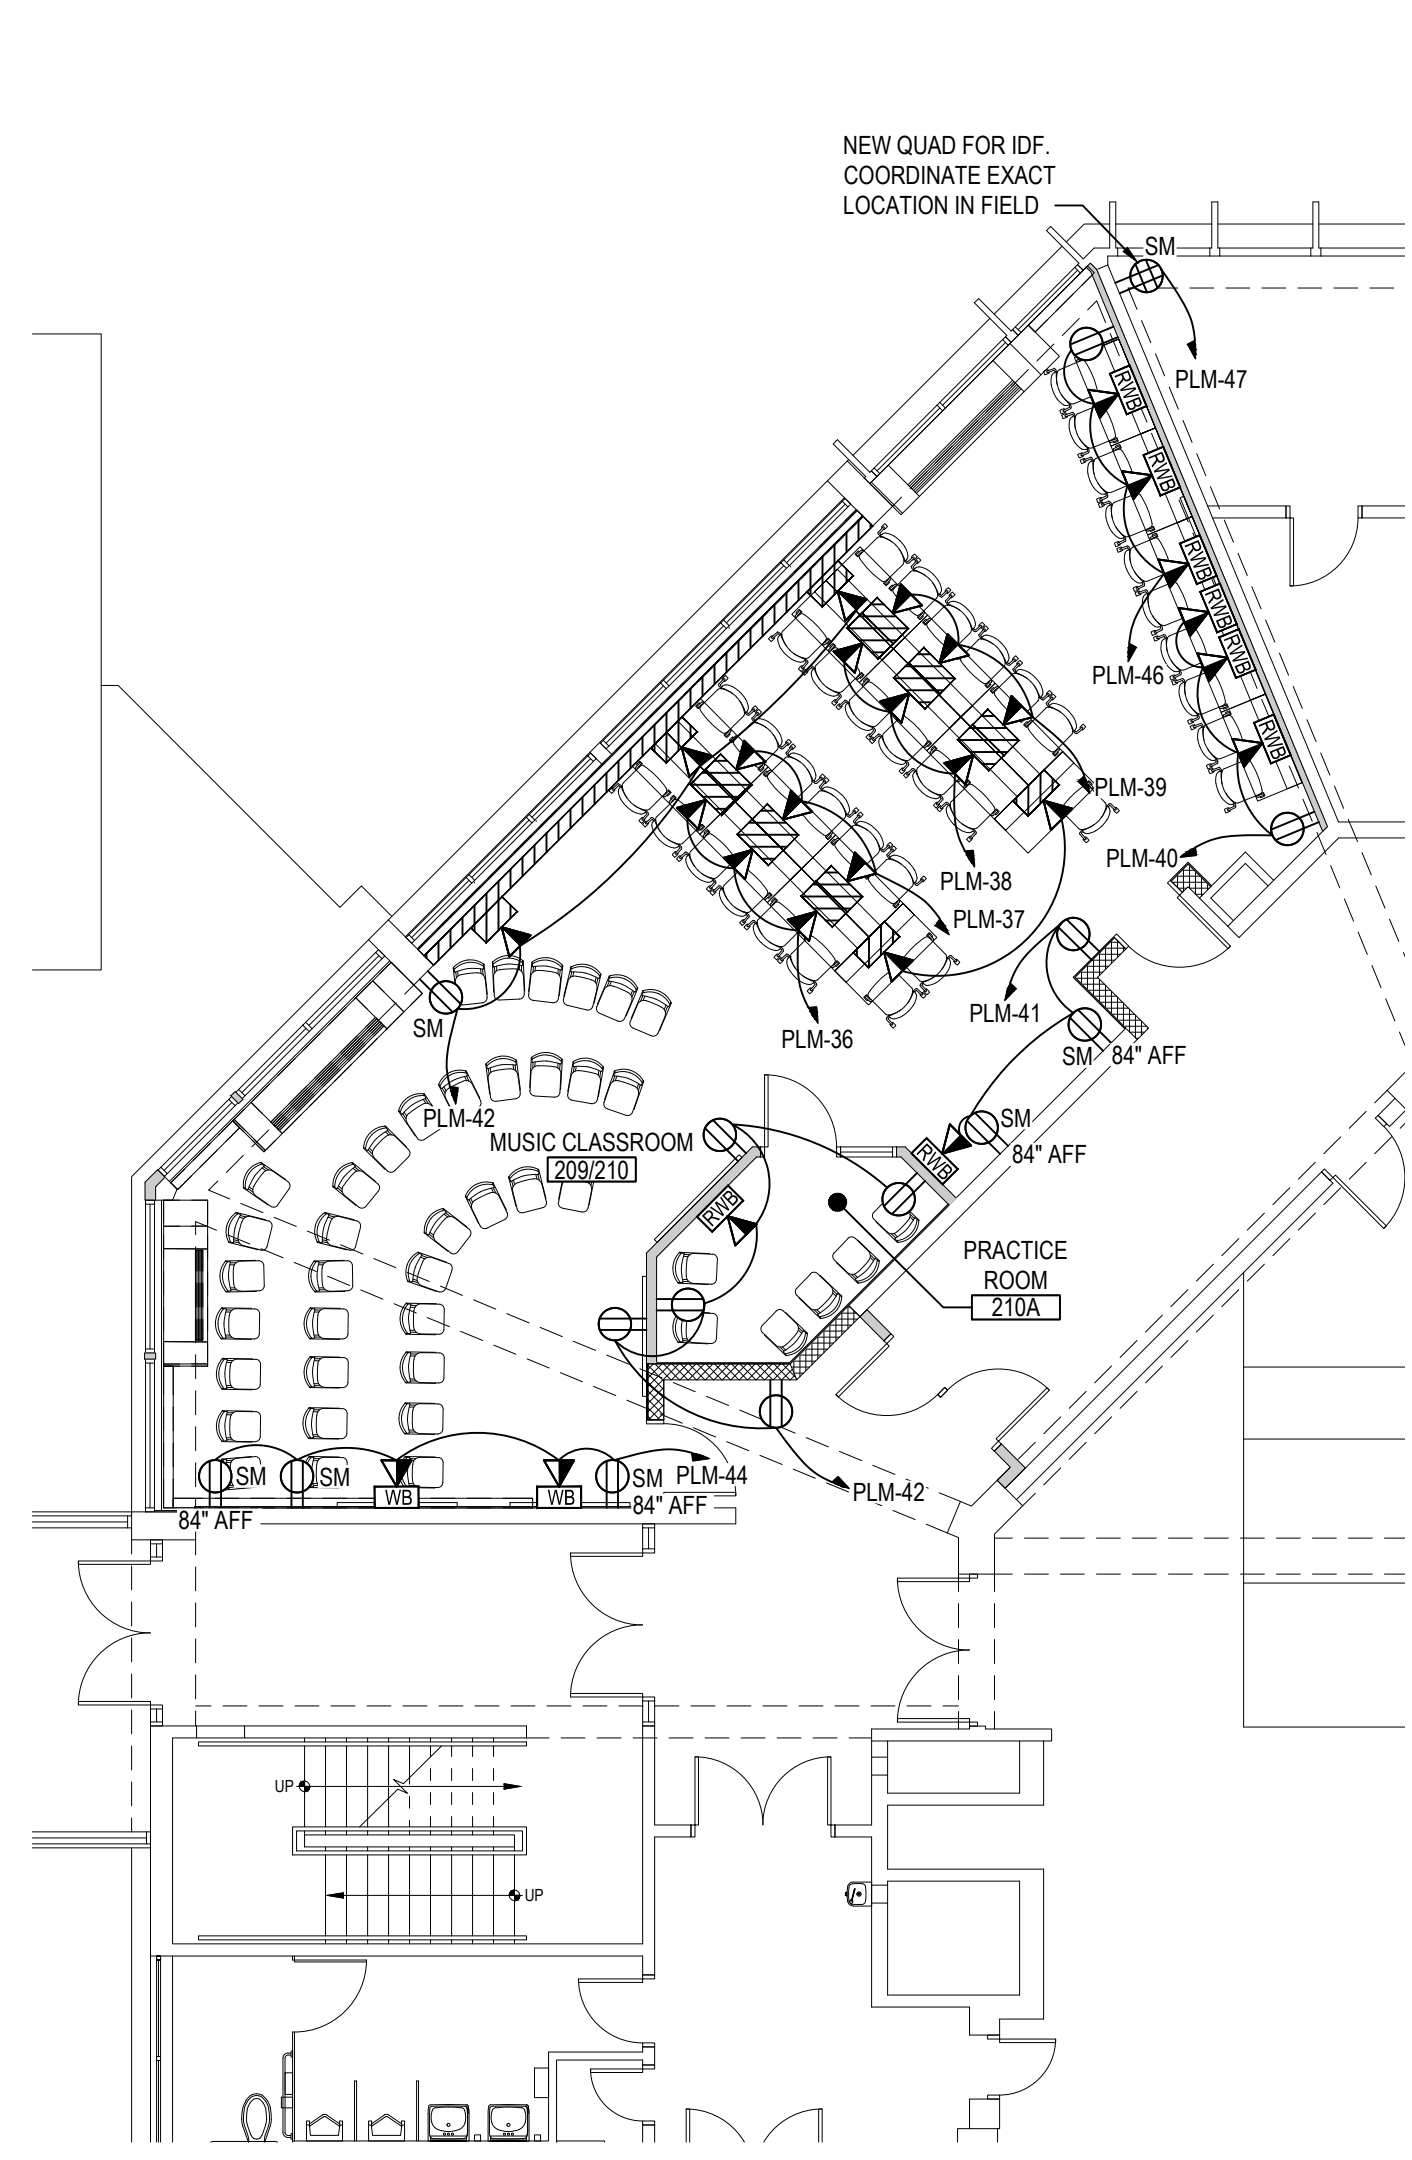 NEW QUAD FOR IDF.
COORDINATE EXACT
LOCATION IN FIELD
SM
PLM-47
RWB
RWB
RWB
RWB
RWB
RWB
PLM-46
PLM-39
PLM-40
PLM-38
PLM-37
PLM-41
PLM-36
SM
SM
84" AFF
PLM-42
SM
84" AFF
RWB
MUSIC CLASSROOM
209/210
RWB
PRACTICE
ROOM
210A
SM
SM
SM
PLM-44
WB
WB
84" AFF
84" AFF
PLM-42
UP
UP